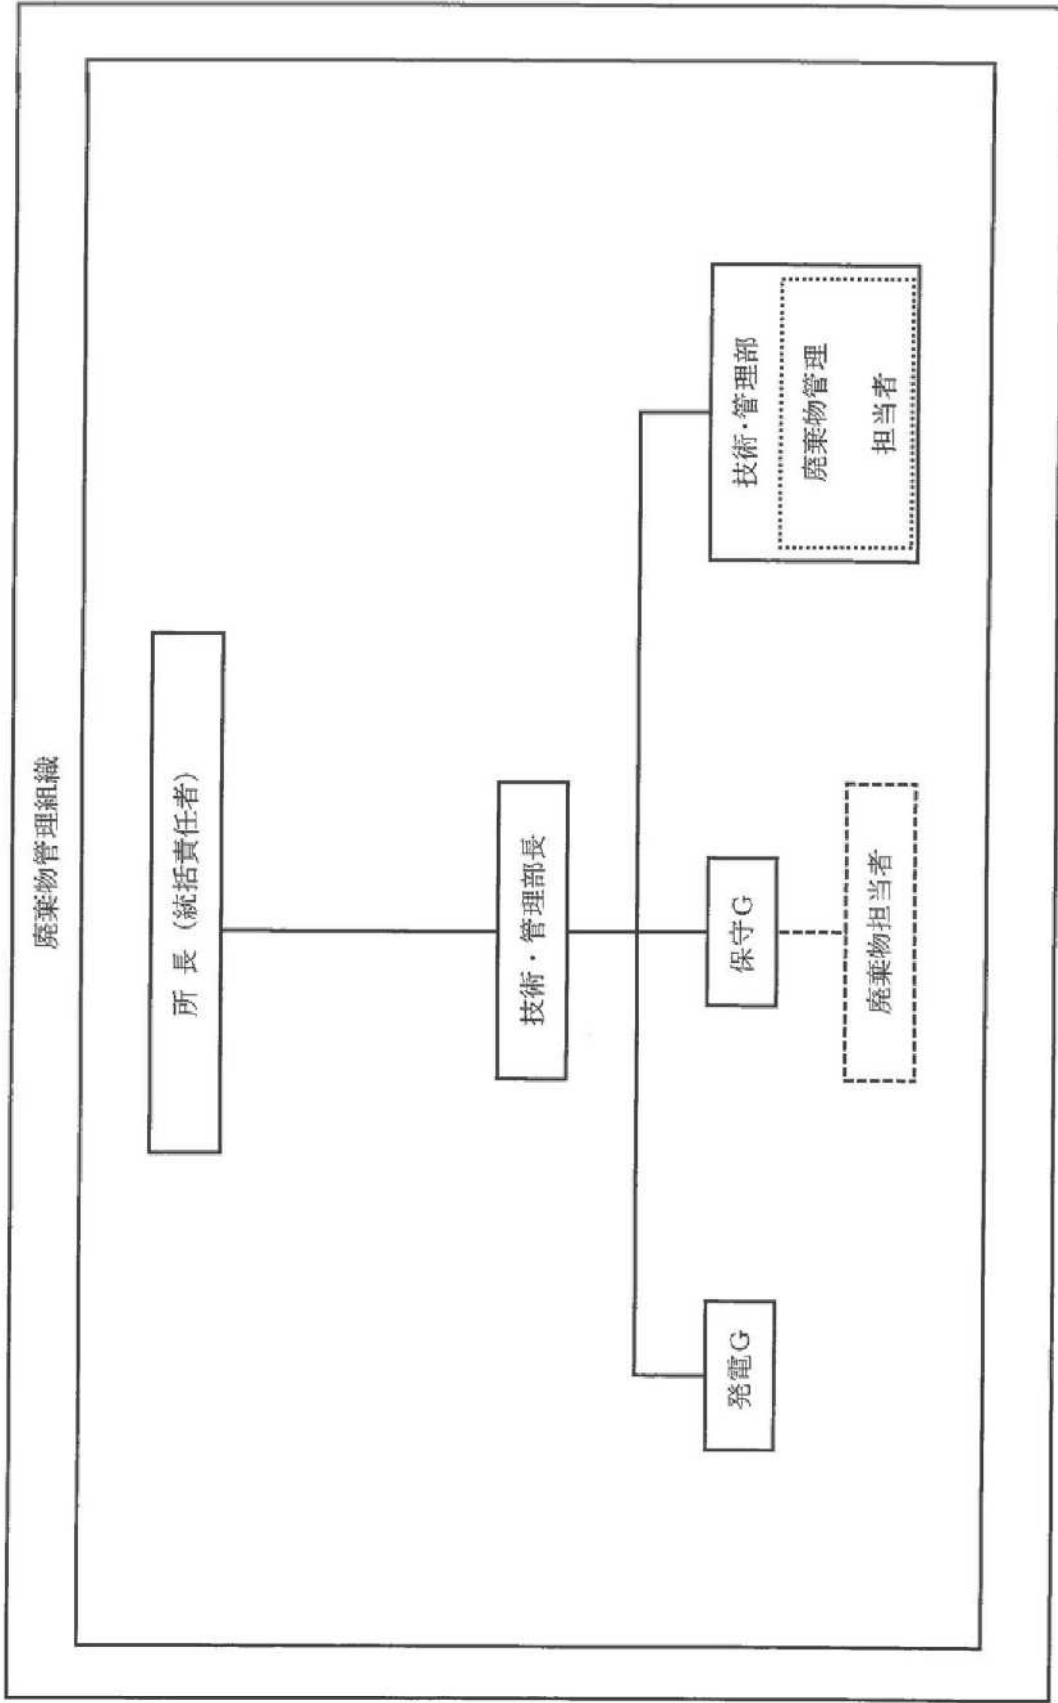 廃棄物管理組織
所 長 (統括責任者)
技術・管理部長
発電G
保守G
廃棄物担当者
技術・管理部
廃棄物管理
担当者